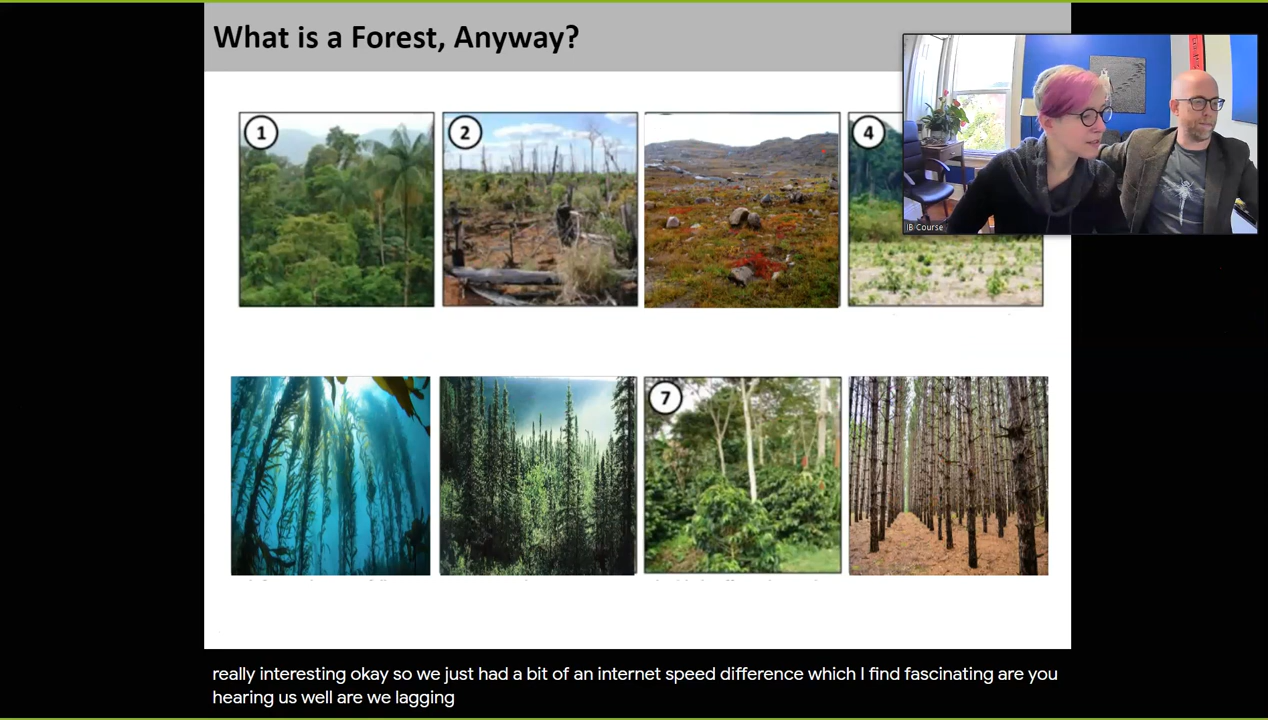 What is a Forest, Anyway?
1
2
4
IB Course
7
really interesting okay so we just had a bit of an internet speed difference which I find fascinating are you
hearing us well are we lagging